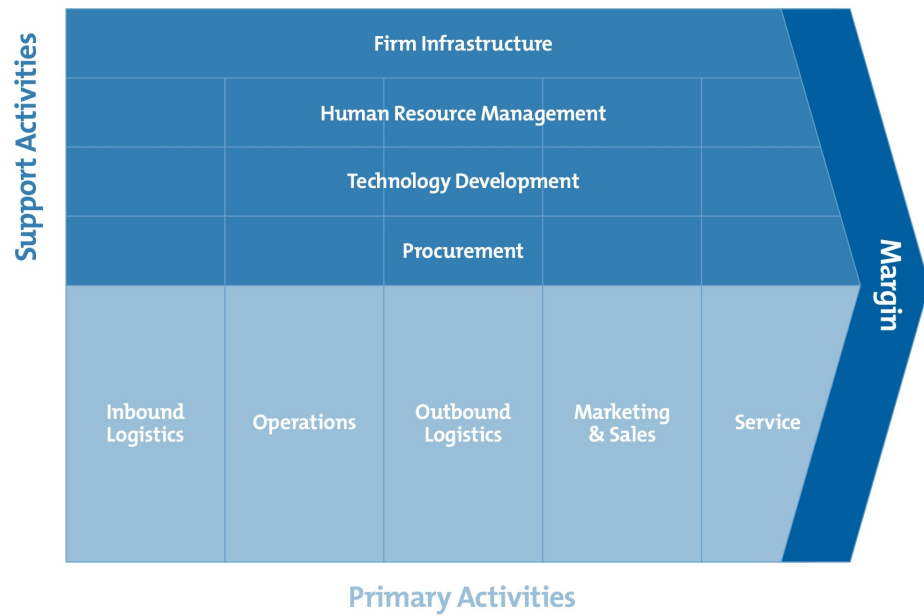 Support Activities
Firm Infrastructure
Human Resource Management
Technology Development
Procurement
Margin
Inbound
Logistics
Operations
Outbound
Logistics
Marketing
& Sales
Service
Primary Activities